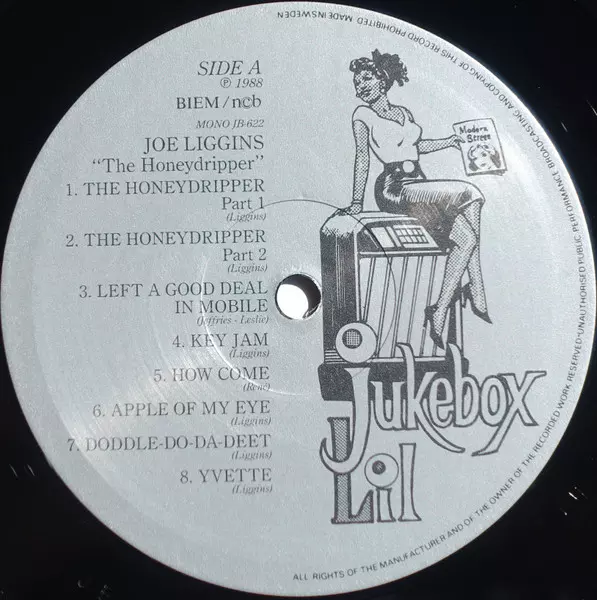 SIDE A
℗ 1988
BIEM / ncb
MONO JB-622
JOE LIGGINS
"The Honeydripper"
1. THE HONEYDRIPPER
Part 1
(Liggins)
2. THE HONEYDRIPPER
Part 2
(Liggins)
3. LEFT A GOOD DEAL
IN MOBILE
(Jeffries - Leslie)
4. KEY JAM
(Liggins)
5. HOW COME
(René)
6. APPLE OF MY EYE
(Liggins)
7. DODDLE-DO-DA-DEET
(Liggins)
8. YVETTE
(Liggins)
Modern
Street
Jukebox
Lil
ALL RIGHTS OF THE MANUFACTURER AND OF THE OWNER OF THE RECORDED WORK RESERVED·UNAUTHORISED PUBLIC PERFORMANCE BROADCASTING AND COPYING OF THIS RECORD PROHIBITED MADE IN SWEDEN